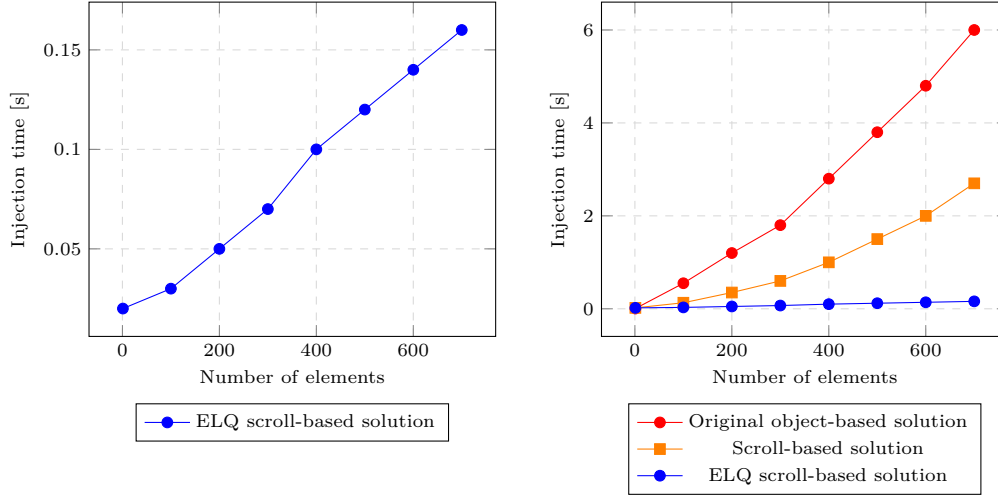 0.15
0.1
0.05
0
200
400
600
Injection time [s]
Number of elements
ELQ scroll-based solution
6
4
2
0
0
200
400
600
Injection time [s]
Number of elements
Original object-based solution
Scroll-based solution
ELQ scroll-based solution